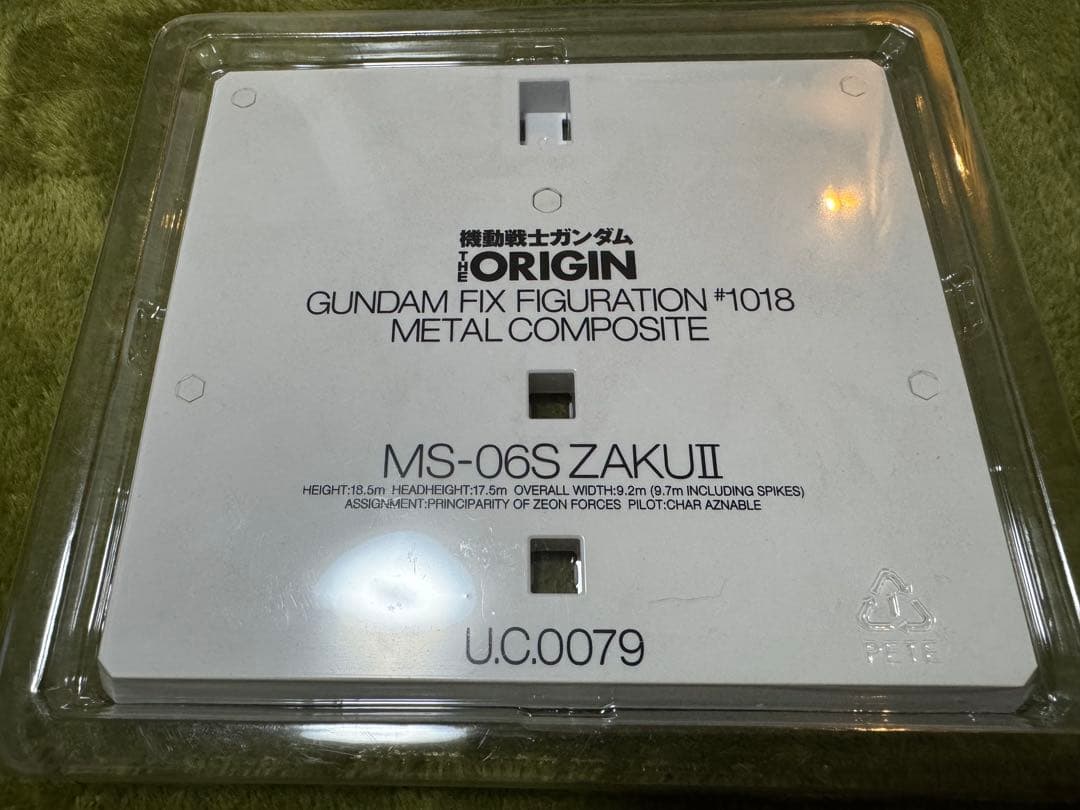 機動戦士ガンダム
THE ORIGIN
GUNDAM FIX FIGURATION #1018
METAL COMPOSITE
MS-06S ZAKUII
HEIGHT:18.5m HEADHEIGHT:17.5m OVERALL WIDTH:9.2m (9.7m INCLUDING SPIKES)
ASSIGNMENT:PRINCIPARITY OF ZEON FORCES PILOT:CHAR AZNABLE
U.C.0079
1
PETE